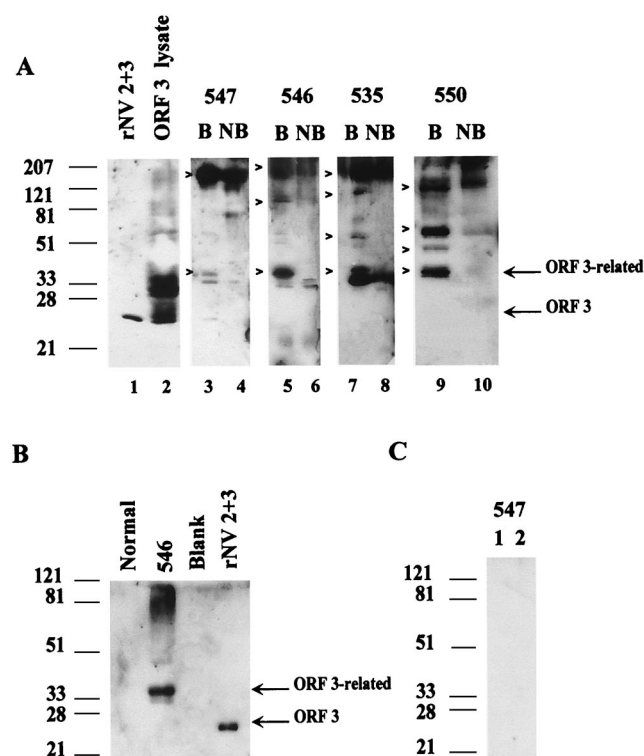 A
rNV 2+3
ORF 3 lysate
547 546 535 550
B NB B NB B NB B NB
207
121
81
51
33
28
21
> > > > > > > > > > > > >
ORF 3-related
ORF 3
1 2 3 4 5 6 7 8 9 10
B
Normal
546
Blank
rNV 2+3
121
81
51
33
28
21
ORF 3-related
ORF 3
C
547
1 2
121
81
51
33
28
21